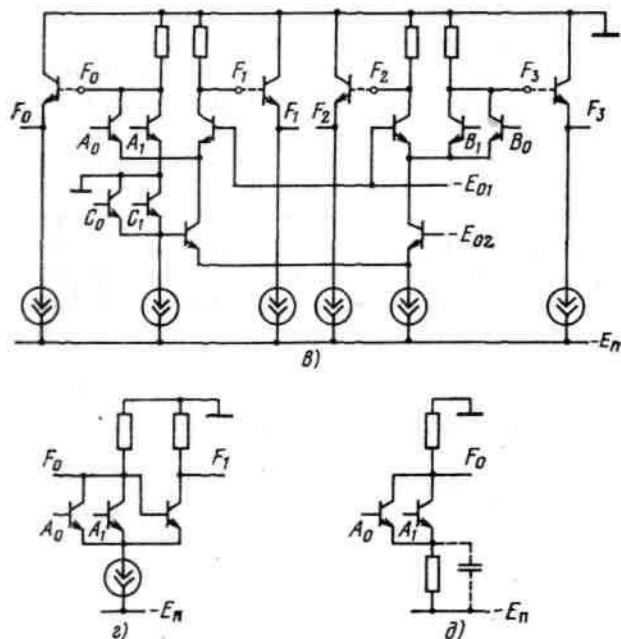 F₀ F₁ F₂ F₃
F₀ A₀ A₁ F₁ F₂ B₁ B₀ F₃
-E₀₁
C₀ C₁ -E₀₂
-Eп
в)
F₀ F₁
A₀ A₁
-Eп
г)
F₀
A₀ A₁
-Eп
д)